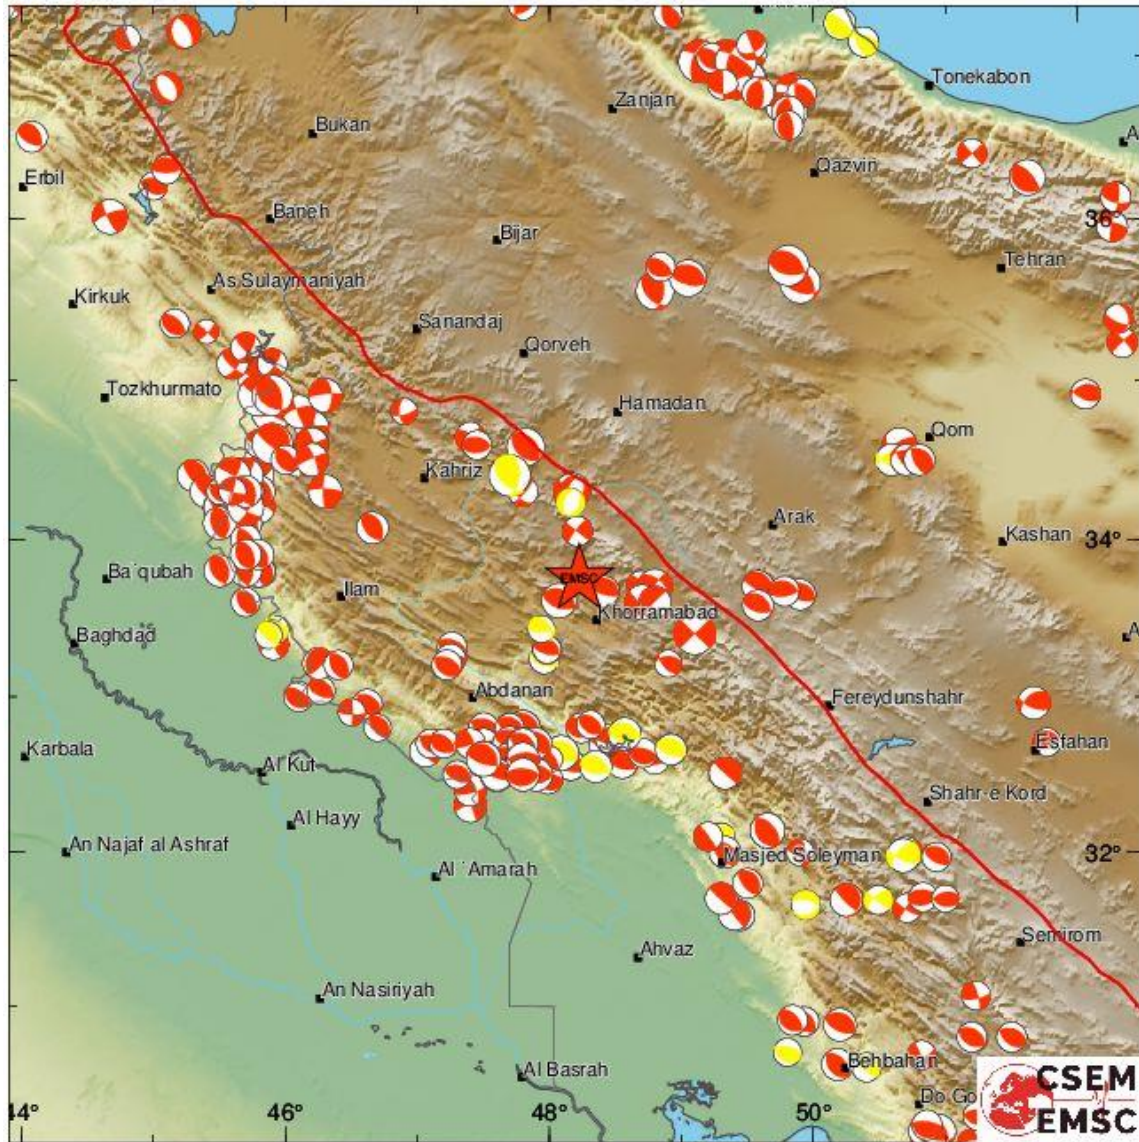 Tonekabon
Zanjan
Bukan
A
Qazvin
Erbil
Baneh
36°
Bijar
Tehran
As Sulaymaniyah
Kirkuk
Sanandaj
Qorveh
Tozkhurmato
Hamadan
Qom
Kahriz
Arak
Kashan
34°
Ba`qubah
EMSC
Ilam
Khorramabad
Baghdad
A
Abdanan
Fereydunshahr
Karbala
Esfahan
Al Kut
Shahr-e Kord
Al Hayy
An Najaf al Ashraf
Masjed Soleyman
32°
Al `Amarah
Semirom
Ahvaz
An Nasiriyah
Behbahan
Al Basrah
CSEM
EMSC
Do Go
44°
46°
48°
50°